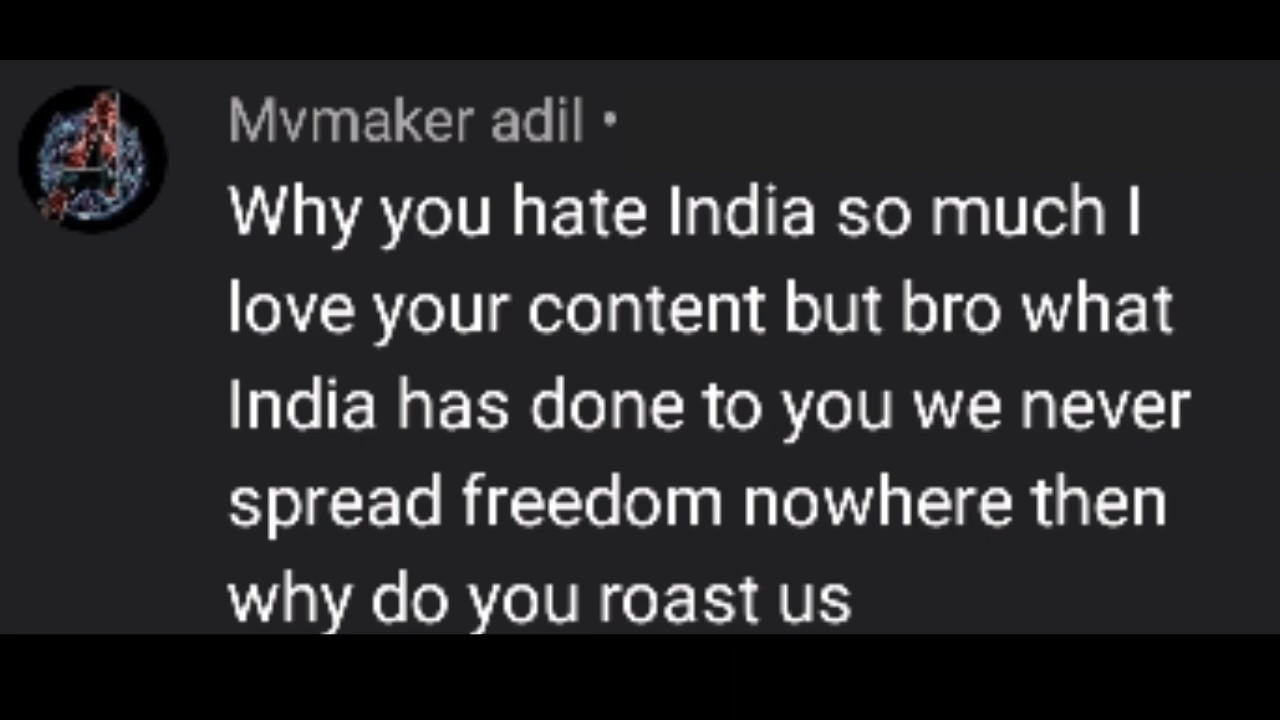 Mvmaker adil •
Why you hate India so much I
love your content but bro what
India has done to you we never
spread freedom nowhere then
why do you roast us